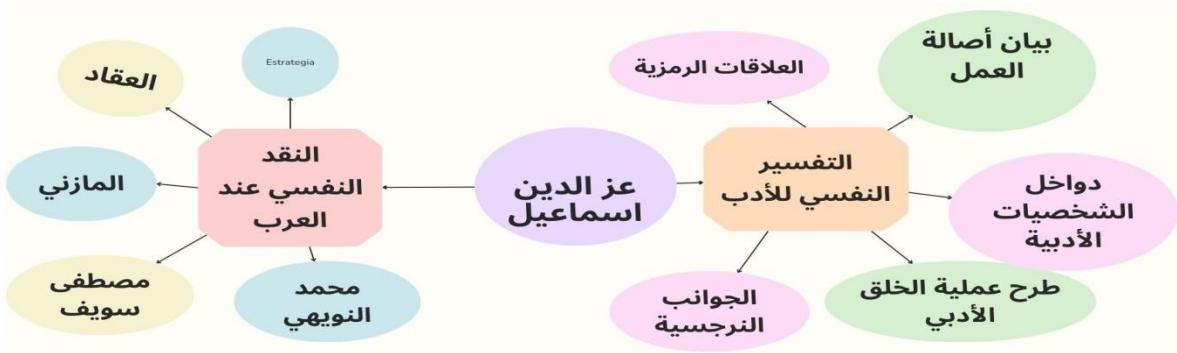 بيان أصالة
العمل
العلاقات الرمزية
التفسير
النفسي للأدب
دواخل
الشخصيات
الأدبية
طرح عملية الخلق
الأدبي
الجوانب
النرجسية
عز الدين
اسماعيل
النقد
النفسي عند
العرب
Estrategia
العقاد
المازني
مصطفى
سويف
محمد
النويهي